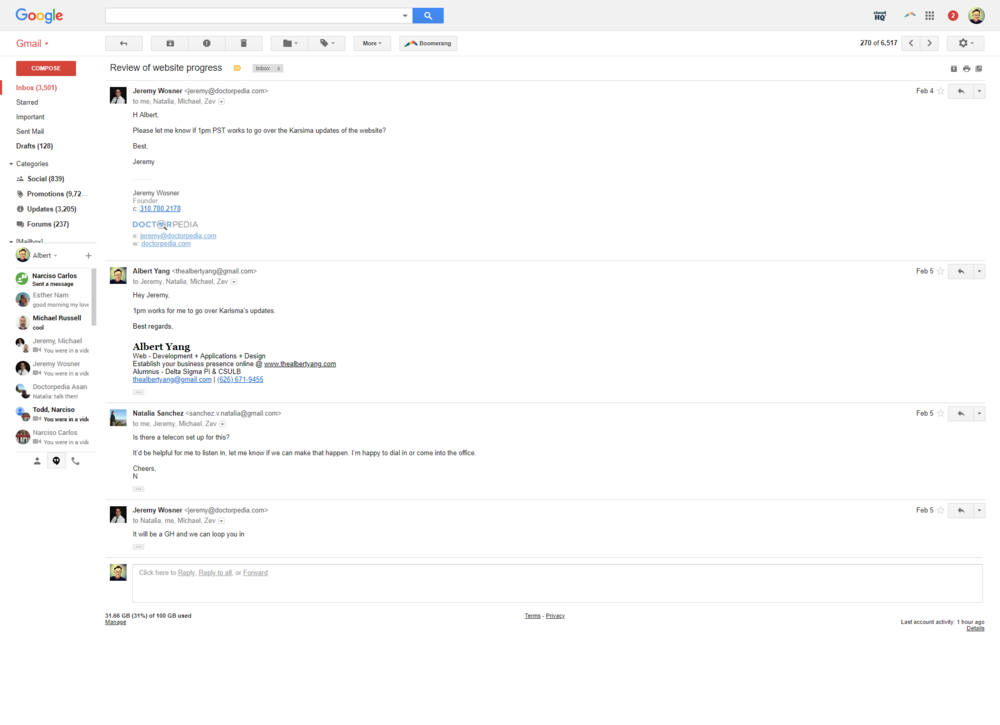 Google
cloud HQ
2
Gmail
More
Boomerang
270 of 6,517
COMPOSE
Review of website progress
Inbox x
Inbox (3,501)
Starred
Important
Sent Mail
Drafts (128)
Categories
Social (839)
Promotions (9,72...
Updates (3,205)
Forums (237)
[Mailbox]
Albert
Narciso Carlos
Sent a message
Esther Nam
good morning my love
Michael Russell
cool
Jeremy, Michael
You were in a vide
Jeremy Wosner
You were in a vide
Doctorpedia Asan
Natalia: talk then!
Todd, Narciso
You were in a vide
Narciso Carlos
You were in a vide
Jeremy Wosner <jeremy@doctorpedia.com>
Feb 4
to me, Natalia, Michael, Zev
H Albert,
Please let me know if 1pm PST works to go over the Karsima updates of the website?
Best,
Jeremy
Jeremy Wosner
Founder
c: 310.780.2178
DOCTORPEDIA
e: jeremy@doctorpedia.com
w: doctorpedia.com
Albert Yang <thealbertyang@gmail.com>
Feb 5
to Jeremy, Natalia, Michael, Zev
Hey Jeremy,
1pm works for me to go over Karisma's updates.
Best regards,
Albert Yang
Web - Development + Applications + Design
Establish your business presence online @ www.thealbertyang.com
Alumnus - Delta Sigma Pi & CSULB
thealbertyang@gmail.com | (626) 671-9455
Natalia Sanchez <sanchez.v.natalia@gmail.com>
Feb 5
to me, Jeremy, Michael, Zev
Is there a telecon set up for this?
It'd be helpful for me to listen in, let me know if we can make that happen. I'm happy to dial in or come into the office.
Cheers,
N
Jeremy Wosner <jeremy@doctorpedia.com>
Feb 5
to Natalia, me, Michael, Zev
It will be a GH and we can loop you in
Click here to Reply, Reply to all, or Forward
31.66 GB (31%) of 100 GB used
Manage
Terms - Privacy
Last account activity: 1 hour ago
Details